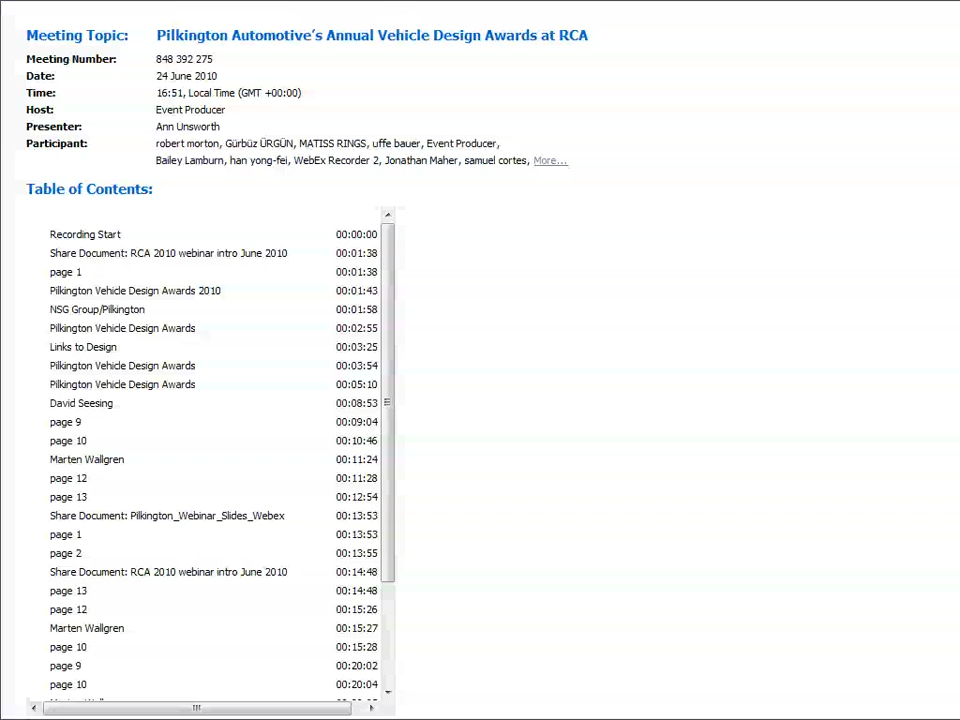 Meeting Topic: Pilkington Automotive's Annual Vehicle Design Awards at RCA
Meeting Number: 848 392 275
Date: 24 June 2010
Time: 16:51, Local Time (GMT +00:00)
Host: Event Producer
Presenter: Ann Unsworth
Participant: robert morton, Gürbüz ÜRGÜN, MATISS RINGS, uffe bauer, Event Producer,
Bailey Lamburn, han yong-fei, WebEx Recorder 2, Jonathan Maher, samuel cortes, More...
Table of Contents:
Recording Start 00:00:00
Share Document: RCA 2010 webinar intro June 2010 00:01:38
page 1 00:01:38
Pilkington Vehicle Design Awards 2010 00:01:43
NSG Group/Pilkington 00:01:58
Pilkington Vehicle Design Awards 00:02:55
Links to Design 00:03:25
Pilkington Vehicle Design Awards 00:03:54
Pilkington Vehicle Design Awards 00:05:10
David Seesing 00:08:53
page 9 00:09:04
page 10 00:10:46
Marten Wallgren 00:11:24
page 12 00:11:28
page 13 00:12:54
Share Document: Pilkington_Webinar_Slides_Webex 00:13:53
page 1 00:13:53
page 2 00:13:55
Share Document: RCA 2010 webinar intro June 2010 00:14:48
page 13 00:14:48
page 12 00:15:26
Marten Wallgren 00:15:27
page 10 00:15:28
page 9 00:20:02
page 10 00:20:04